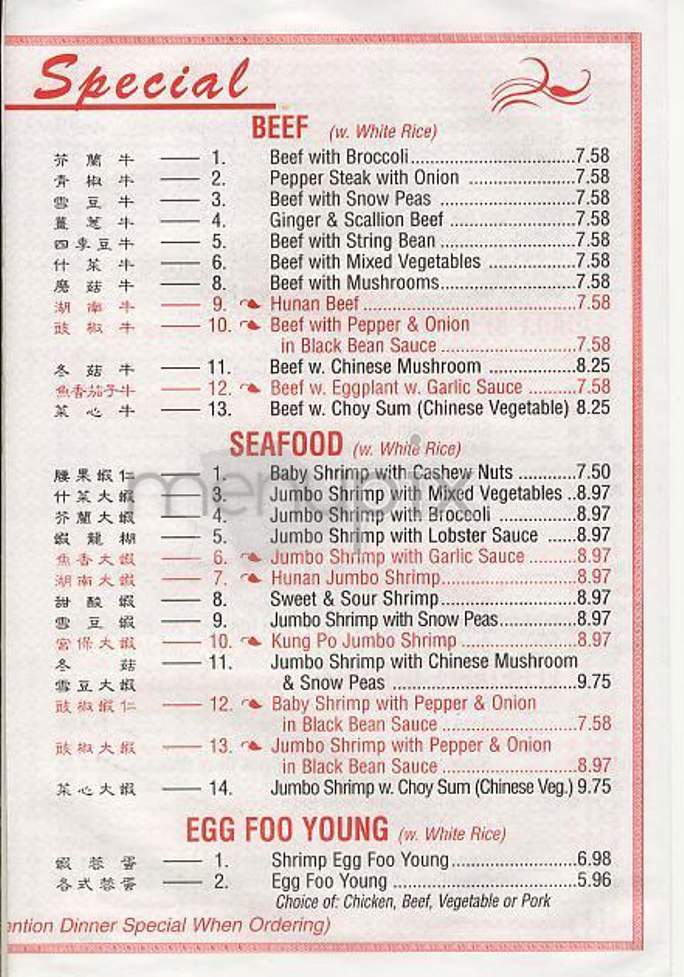 Special
BEEF (w. White Rice)
芥蘭牛 1. Beef with Broccoli 7.58
青椒牛 2. Pepper Steak with Onion 7.58
雪豆牛 3. Beef with Snow Peas 7.58
薑蔥牛 4. Ginger & Scallion Beef 7.58
四季豆牛 5. Beef with String Bean 7.58
什菜牛 6. Beef with Mixed Vegetables 7.58
磨菇牛 8. Beef with Mushrooms 7.58
湖南牛 9. Hunan Beef 7.58
豉椒牛 10. Beef with Pepper & Onion
in Black Bean Sauce 7.58
冬菇牛 11. Beef w. Chinese Mushroom 8.25
魚香茄子牛 12. Beef w. Eggplant w. Garlic Sauce 7.58
菜心牛 13. Beef w. Choy Sum (Chinese Vegetable) 8.25
SEAFOOD (w. White Rice)
腰果蝦仁 1. Baby Shrimp with Cashew Nuts 7.50
什菜大蝦 3. Jumbo Shrimp with Mixed Vegetables 8.97
芥蘭大蝦 4. Jumbo Shrimp with Broccoli 8.97
蝦龍糊 5. Jumbo Shrimp with Lobster Sauce 8.97
魚香大蝦 6. Jumbo Shrimp with Garlic Sauce 8.97
湖南大蝦 7. Hunan Jumbo Shrimp 8.97
甜酸蝦 8. Sweet & Sour Shrimp 8.97
雪豆蝦 9. Jumbo Shrimp with Snow Peas 8.97
宮保大蝦 10. Kung Po Jumbo Shrimp 8.97
冬菇 11. Jumbo Shrimp with Chinese Mushroom
雪豆大蝦 & Snow Peas 9.75
豉椒蝦仁 12. Baby Shrimp with Pepper & Onion
in Black Bean Sauce 7.58
豉椒大蝦 13. Jumbo Shrimp with Pepper & Onion
in Black Bean Sauce 8.97
菜心大蝦 14. Jumbo Shrimp w. Choy Sum (Chinese Veg.) 9.75
menupix
EGG FOO YOUNG (w. White Rice)
蝦蓉蛋 1. Shrimp Egg Foo Young 6.98
各式蓉蛋 2. Egg Foo Young 5.96
Choice of: Chicken, Beef, Vegetable or Pork
ention Dinner Special When Ordering)